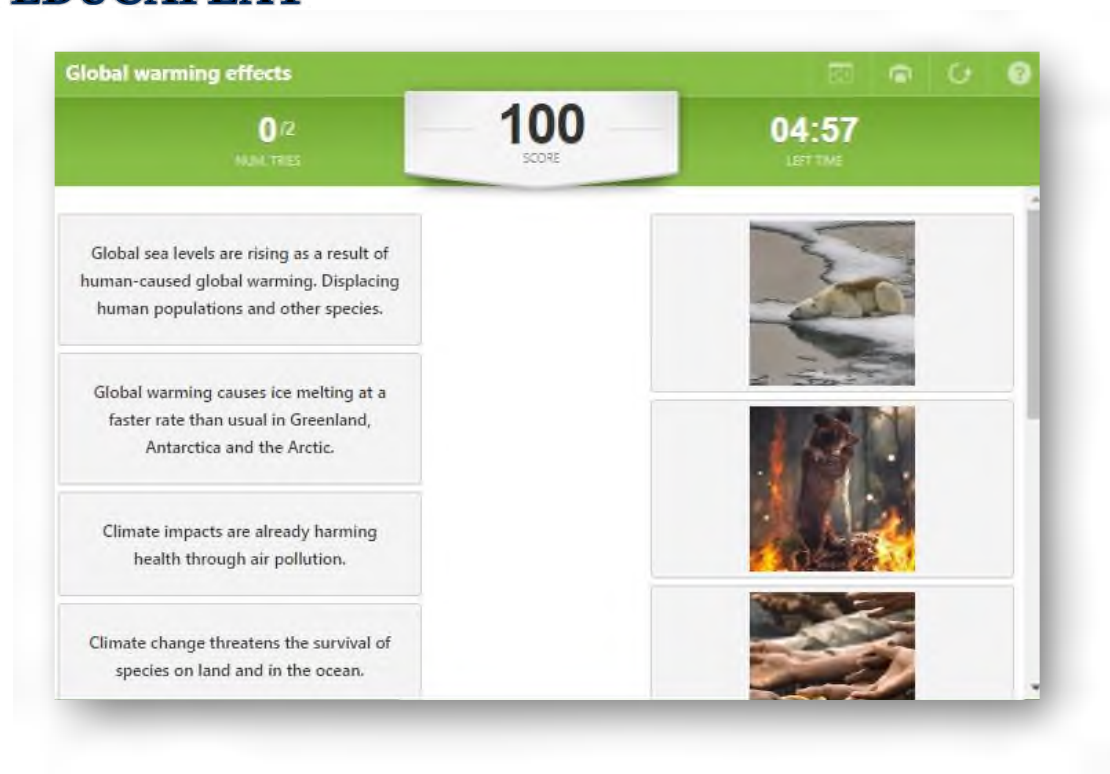 Global warming effects
0/2
NUM. TRIES
100
SCORE
04:57
LEFT TIME
Global sea levels are rising as a result of
human-caused global warming. Displacing
human populations and other species.
Global warming causes ice melting at a
faster rate than usual in Greenland,
Antarctica and the Arctic.
Climate impacts are already harming
health through air pollution.
Climate change threatens the survival of
species on land and in the ocean.